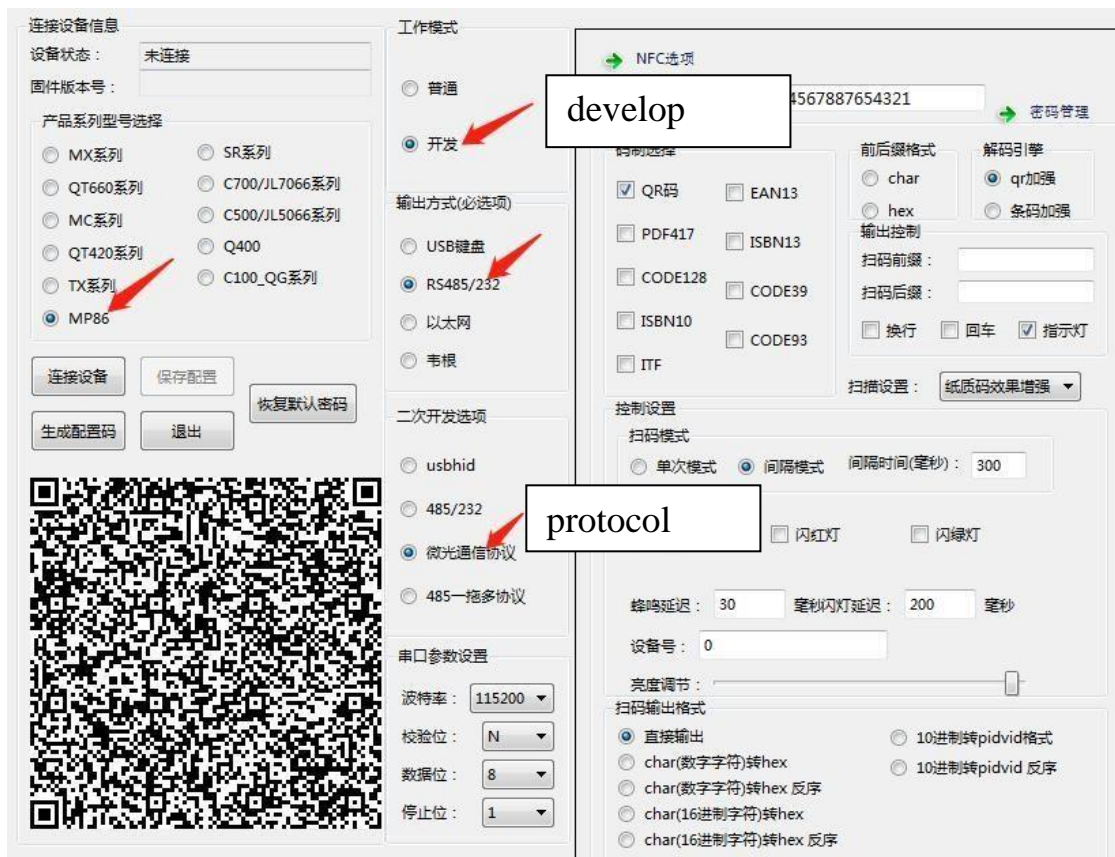 连接设备信息
设备状态： 未连接
固件版本号：
产品系列型号选择
MX系列
SR系列
QT660系列
C700/JL7066系列
MC系列
C500/JL5066系列
QT420系列
Q400
TX系列
C100_QG系列
MP86
连接设备
保存配置
恢复默认密码
生成配置码
退出
工作模式
普通
开发
develop
输出方式(必选项)
USB键盘
RS485/232
以太网
韦根
二次开发选项
usbhid
485/232
微光通信协议
protocol
485一拖多协议
串口参数设置
波特率： 115200
校验位： N
数据位： 8
停止位： 1
NFC选项
4567887654321
密码管理
码制选择
QR码
EAN13
PDF417
ISBN13
CODE128
CODE39
ISBN10
CODE93
ITF
前后缀格式
char
hex
解码引擎
qr加强
条码加强
输出控制
扫码前缀：
扫码后缀：
换行
回车
指示灯
扫描设置： 纸质码效果增强
控制设置
扫码模式
单次模式
间隔模式
间隔时间(毫秒)： 300
闪红灯
闪绿灯
蜂鸣延迟： 30 毫秒闪灯延迟： 200 毫秒
设备号： 0
亮度调节：
扫码输出格式
直接输出
10进制转pidvid格式
char(数字字符)转hex
10进制转pidvid 反序
char(数字字符)转hex 反序
char(16进制字符)转hex
char(16进制字符)转hex 反序